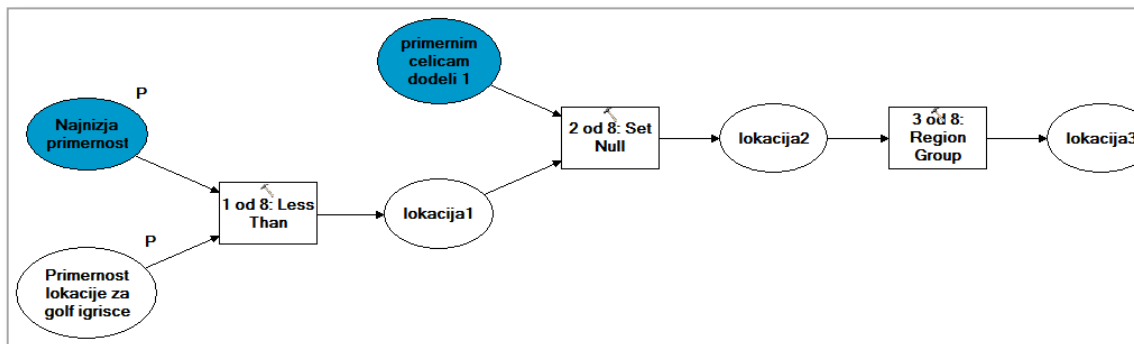 primernim
celicam
dodeli 1
P
Najnizja
primernost
2 od 8: Set
Null
lokacija2
3 od 8:
Region
Group
lokacija3
1 od 8: Less
Than
lokacija1
P
Primernost
lokacije za
golf igrisce